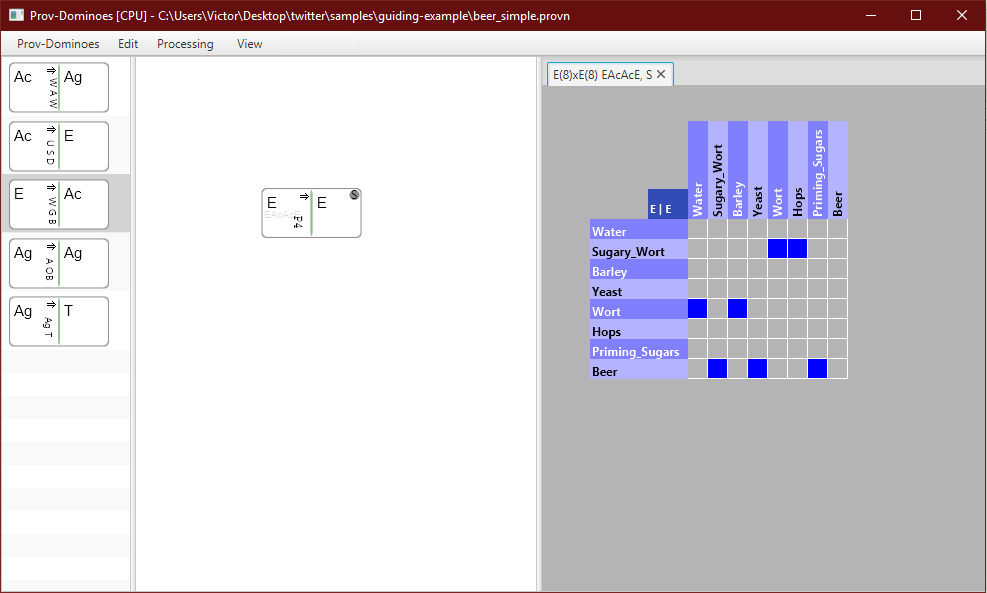 Prov-Dominoes [CPU] - C:\Users\Victor\Desktop\twitter\samples\guiding-example\beer_simple.provn
Prov-Dominoes Edit Processing View
Ac ⇒ Ag
WAW
Ac ⇒ E
USD
E ⇒ Ac
WGB
Ag ⇒ Ag
AOB
Ag ⇒ T
Ag T
E ⇒ E
S
EAcAcE
P4
E(8)xE(8) EAcAcE, S ✕
E | E
Water
Sugary_Wort
Barley
Yeast
Wort
Hops
Priming_Sugars
Beer
Water
Sugary_Wort
Barley
Yeast
Wort
Hops
Priming_Sugars
Beer